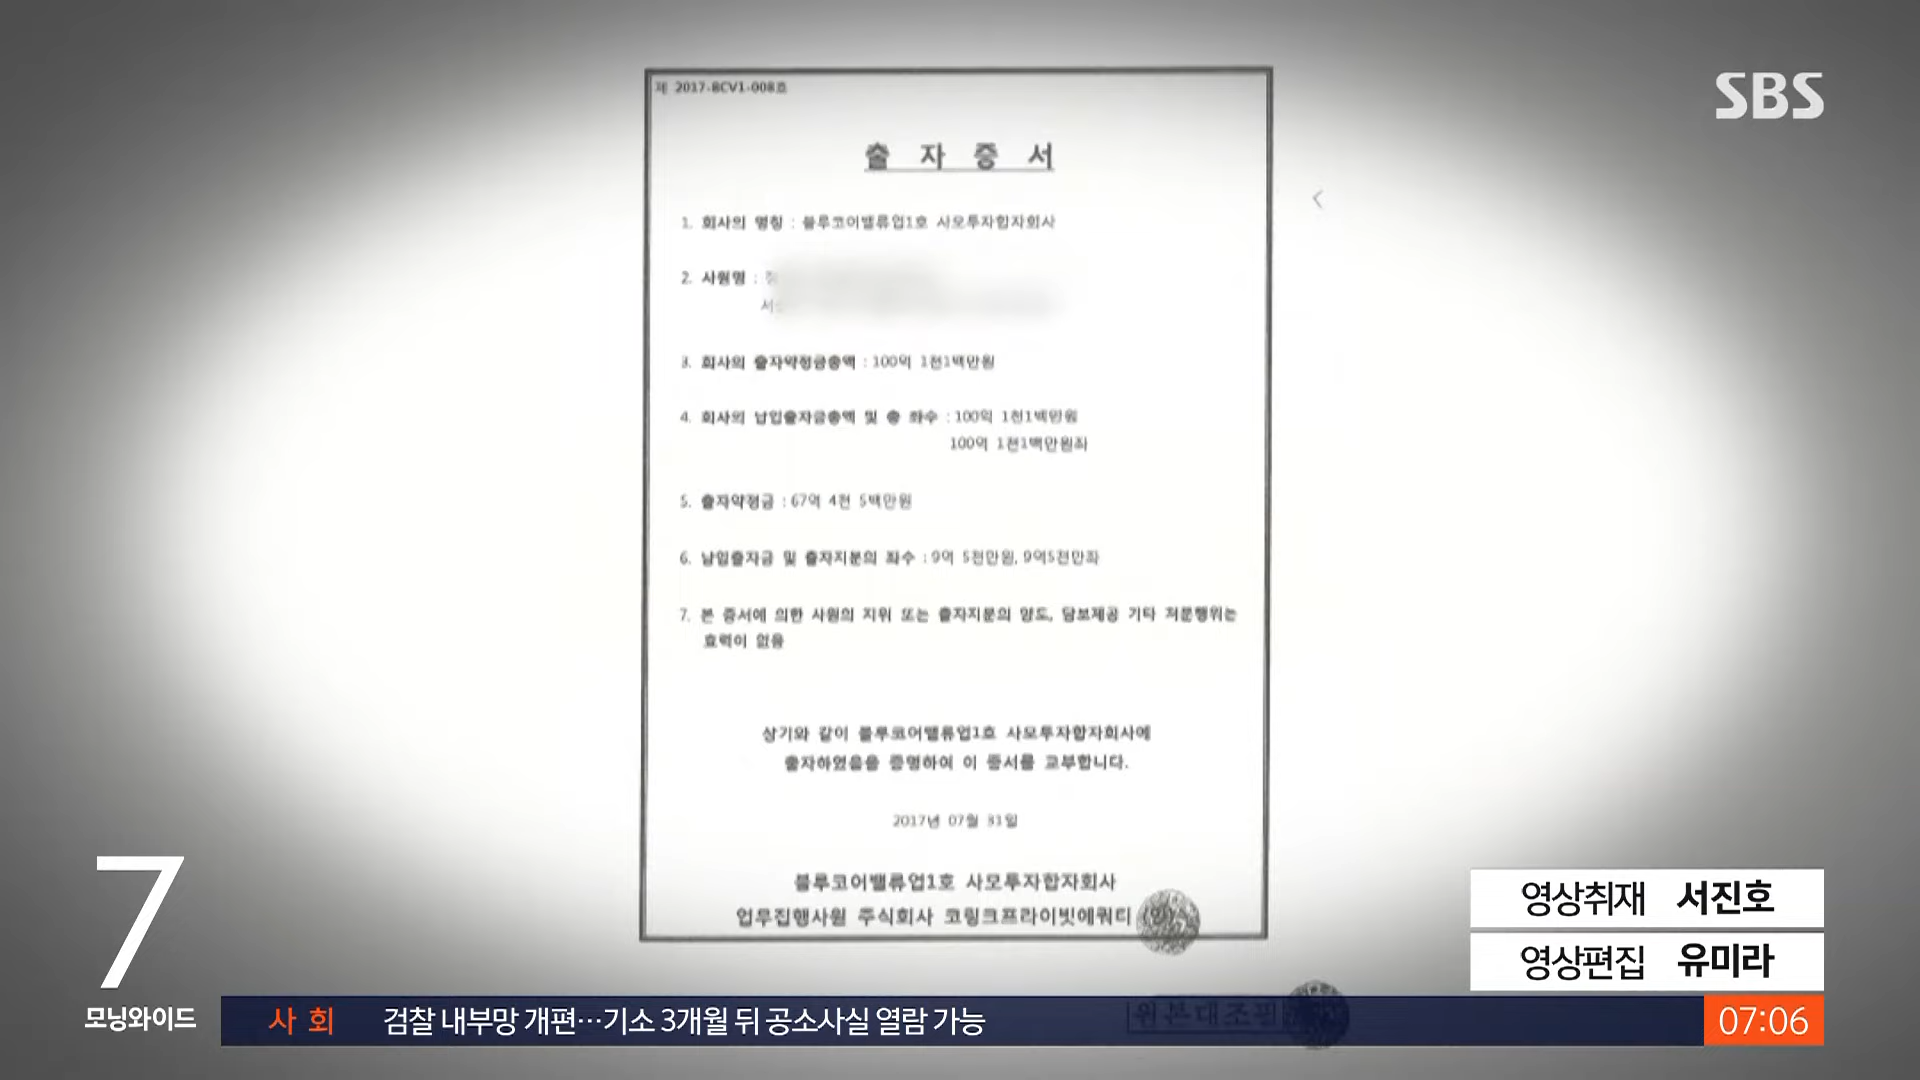 SBS
제 2017-BCV1-008호
출 자 증 서
1. 회사의 명칭 : 블루코어밸류업1호 사모투자합자회사
2. 사원명 :
3. 회사의 출자약정금총액 : 100억 1천1백만원
4. 회사의 납입출자금총액 및 총 좌수 : 100억 1천1백만원
100억 1천1백만원좌
5. 출자약정금 : 67억 4천 5백만원
6. 납입출자금 및 출자지분의 좌수 : 9억 5천만원, 9억5천만좌
7. 본 증서에 의한 사원의 지위 또는 출자지분의 양도, 담보제공 기타 처분행위는
효력이 없음
상기와 같이 블루코어밸류업1호 사모투자합자회사에
출자하였음을 증명하여 이 증서를 교부합니다.
2017년 07월 31일
블루코어밸류업1호 사모투자합자회사
업무집행사원 주식회사 코링크프라이빗에쿼티 (인)
원본대조필
영상취재 서진호
영상편집 유미라
7
모닝와이드
사 회 검찰 내부망 개편…기소 3개월 뒤 공소사실 열람 가능
07:06